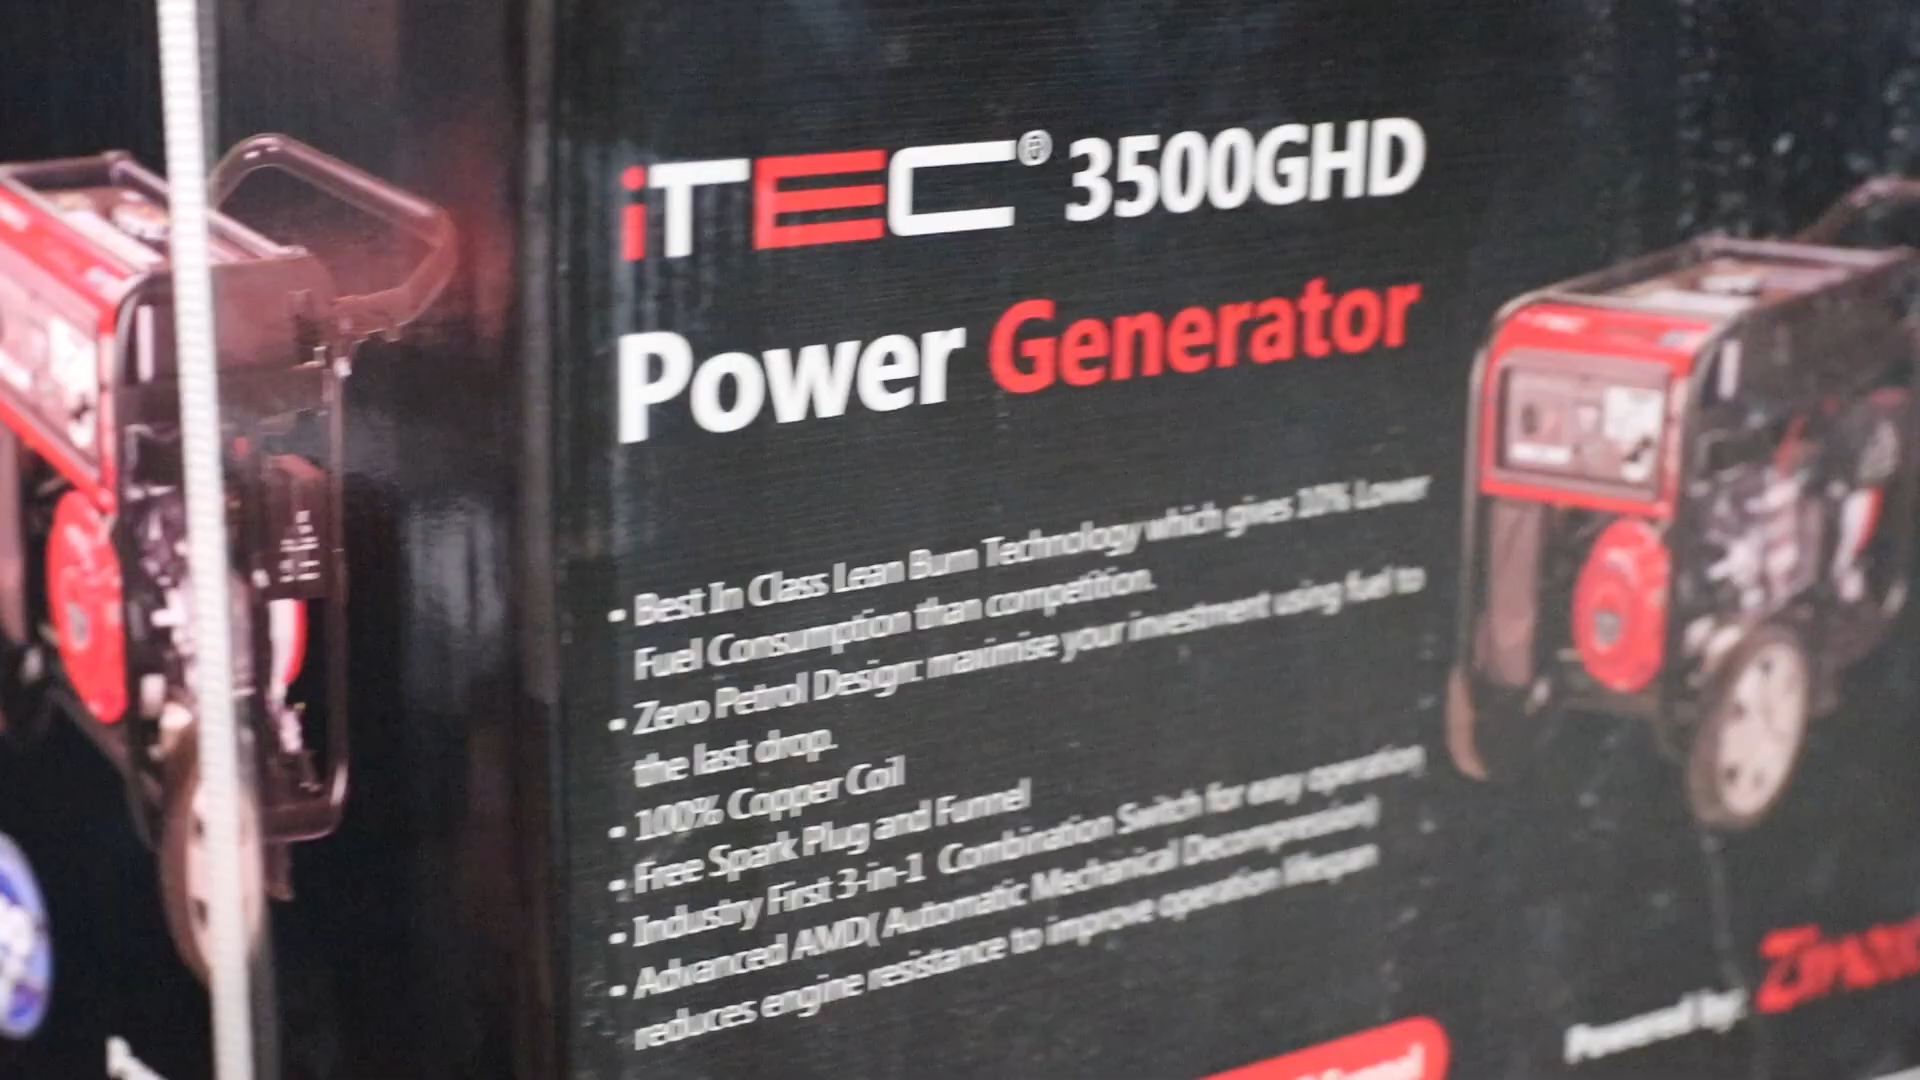 iTEC® 3500GHD
Power Generator
• Best In Class Lean Burn Technology which gives 10% Lower
Fuel Consumption than competition.
• Zero Petrol Design: maximise your investment using fuel to
the last drop.
• 100% Copper Coil
• Free Spark Plug and Funnel
• Industry First 3-in-1 Combination Switch for easy operation
• Advanced AMD( Automatic Mechanical Decompression)
reduces engine resistance to improve operation lifespan
Powered by: